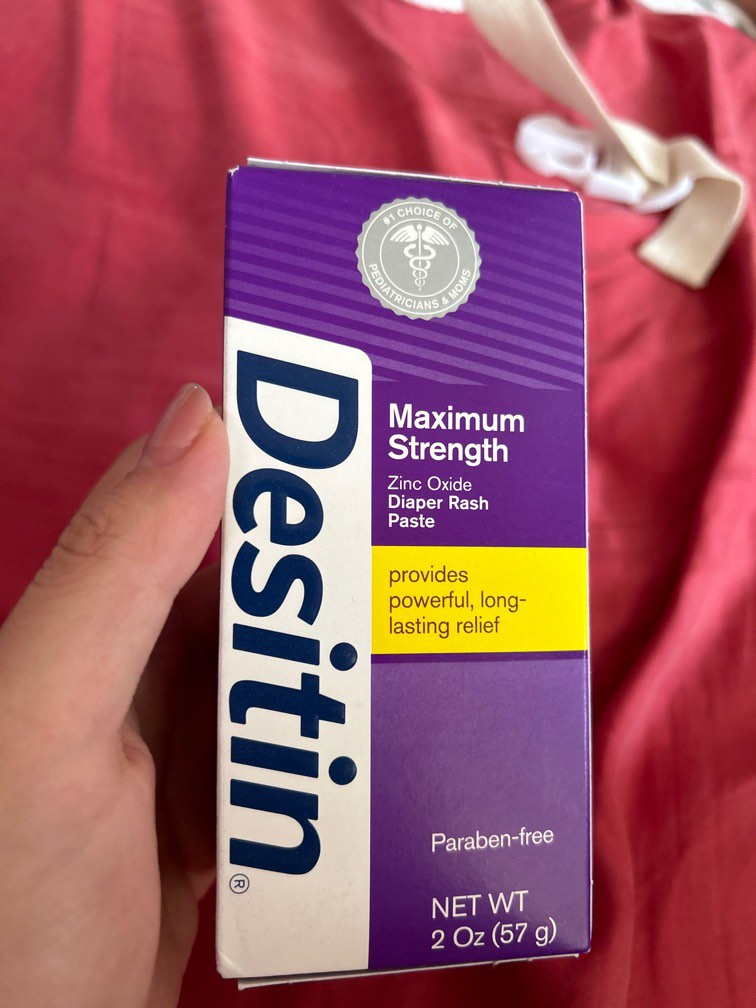 #1 CHOICE OF
PEDIATRICIANS & MOMS
Desitin®
Maximum
Strength
Zinc Oxide
Diaper Rash
Paste
provides
powerful, long-
lasting relief
Paraben-free
NET WT
2 Oz (57 g)